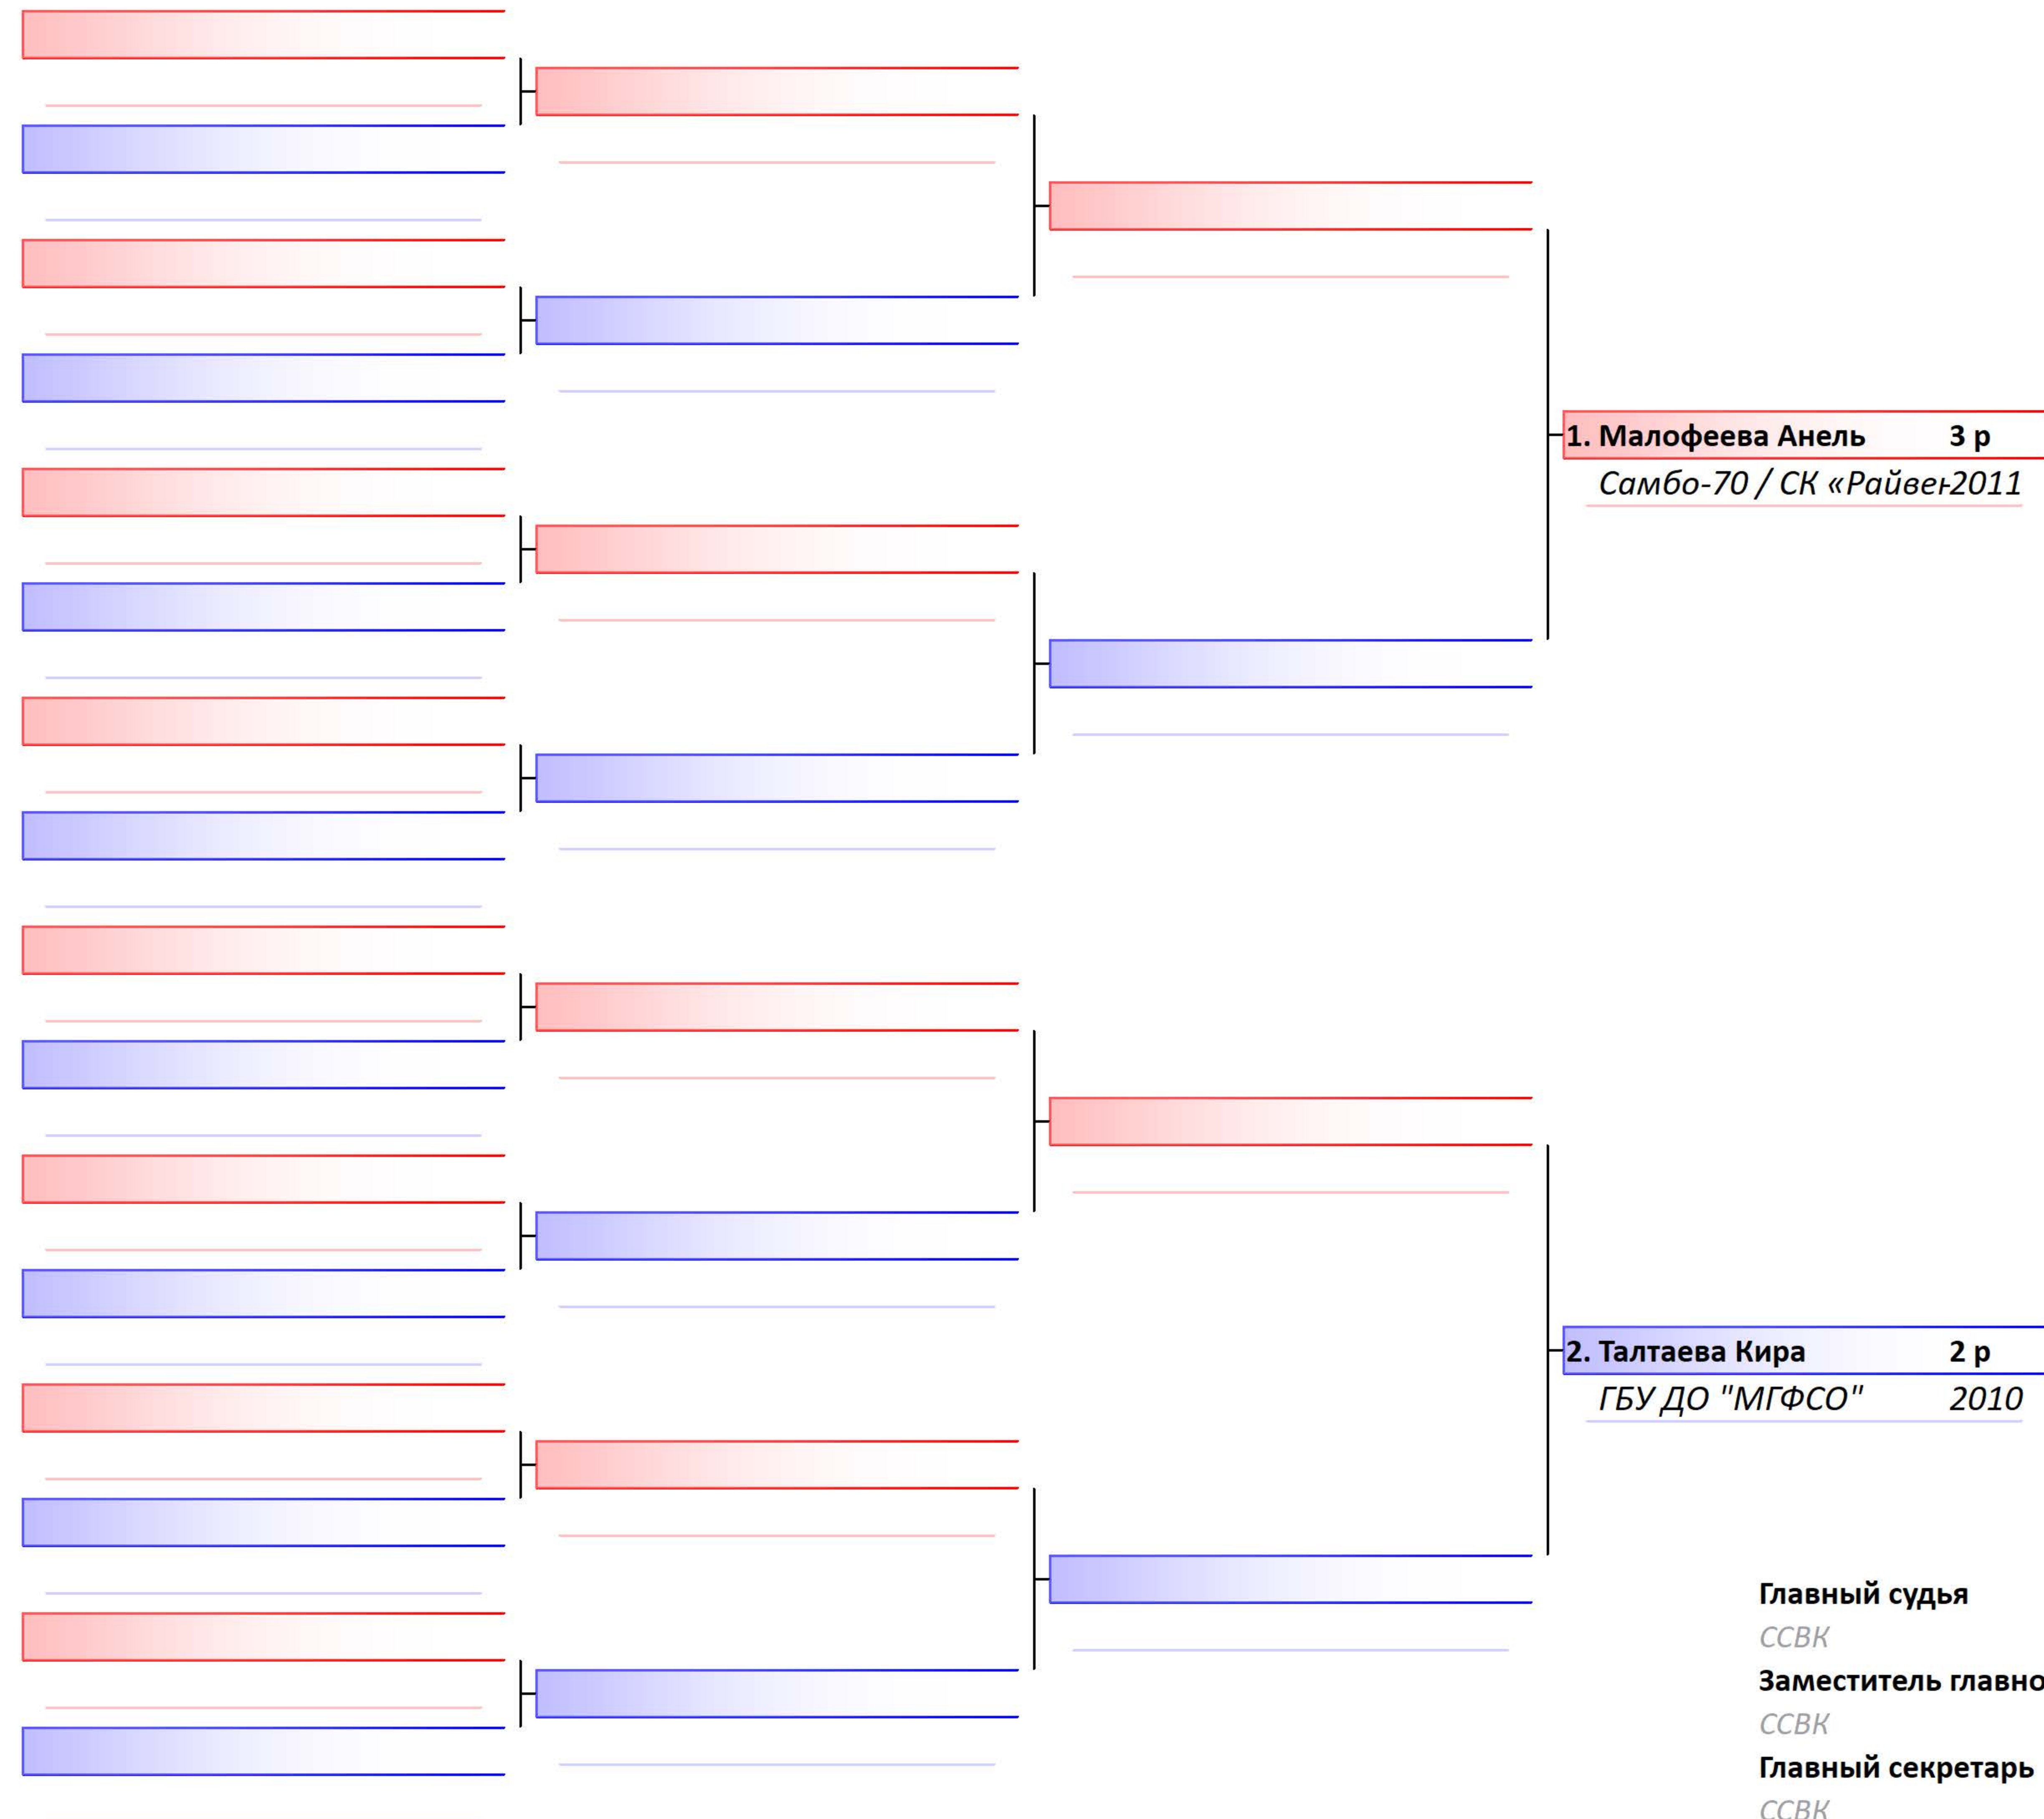 1. Малофеева Анель 3 р
Самбо-70 / СК «Райвен 2011
2. Талтаева Кира 2 р
ГБУ ДО "МГФСО" 2010
Главный судья
ССВК
Заместитель главно
ССВК
Главный секретарь
ССВК